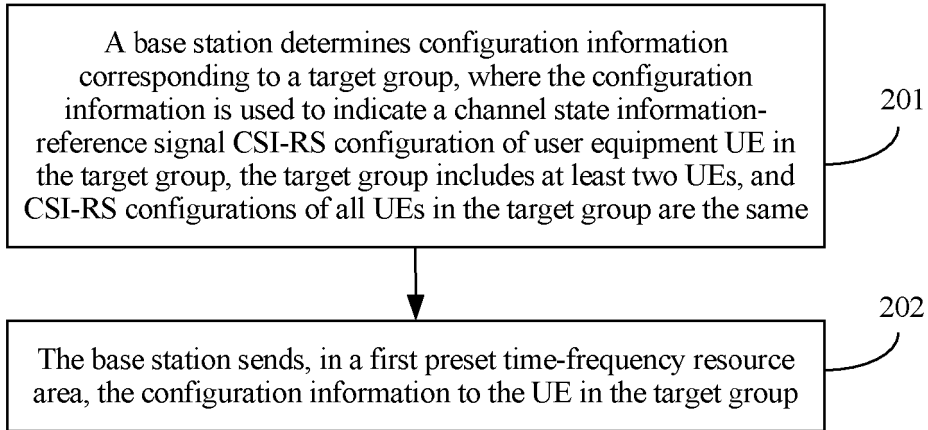 A base station determines configuration information
corresponding to a target group, where the configuration
information is used to indicate a channel state information-
reference signal CSI-RS configuration of user equipment UE in
the target group, the target group includes at least two UEs, and
CSI-RS configurations of all UEs in the target group are the same
201
The base station sends, in a first preset time-frequency resource
area, the configuration information to the UE in the target group
202